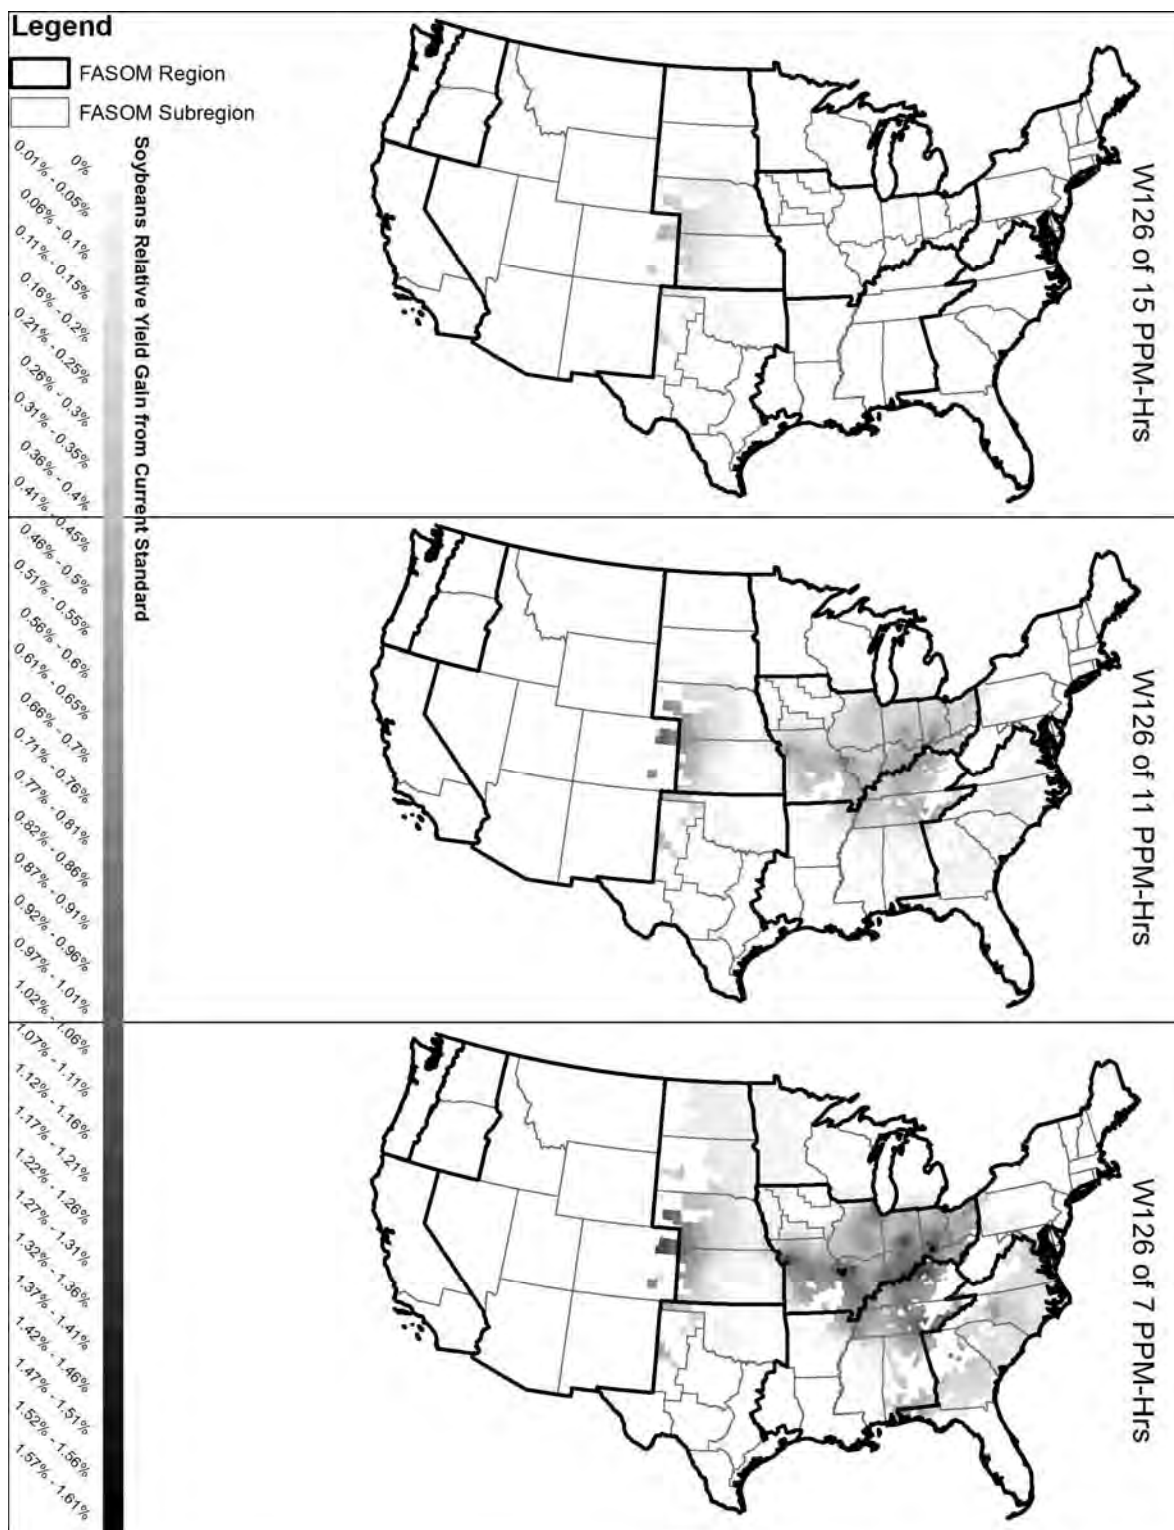 Legend
FASOM Region
FASOM Subregion
Soybeans Relative Yield Gain from Current Standard
0%
0.01% - 0.05%
0.06% - 0.1%
0.11% - 0.15%
0.16% - 0.2%
0.21% - 0.25%
0.26% - 0.3%
0.31% - 0.35%
0.36% - 0.4%
0.41% - 0.45%
0.46% - 0.5%
0.51% - 0.55%
0.56% - 0.6%
0.61% - 0.65%
0.66% - 0.7%
0.71% - 0.76%
0.77% - 0.81%
0.82% - 0.86%
0.87% - 0.91%
0.92% - 0.96%
0.97% - 1.01%
1.02% - 1.06%
1.07% - 1.11%
1.12% - 1.16%
1.17% - 1.21%
1.22% - 1.26%
1.27% - 1.31%
1.32% - 1.36%
1.37% - 1.41%
1.42% - 1.46%
1.47% - 1.51%
1.52% - 1.56%
1.57% - 1.61%
W126 of 15 PPM-Hrs
W126 of 11 PPM-Hrs
W126 of 7 PPM-Hrs